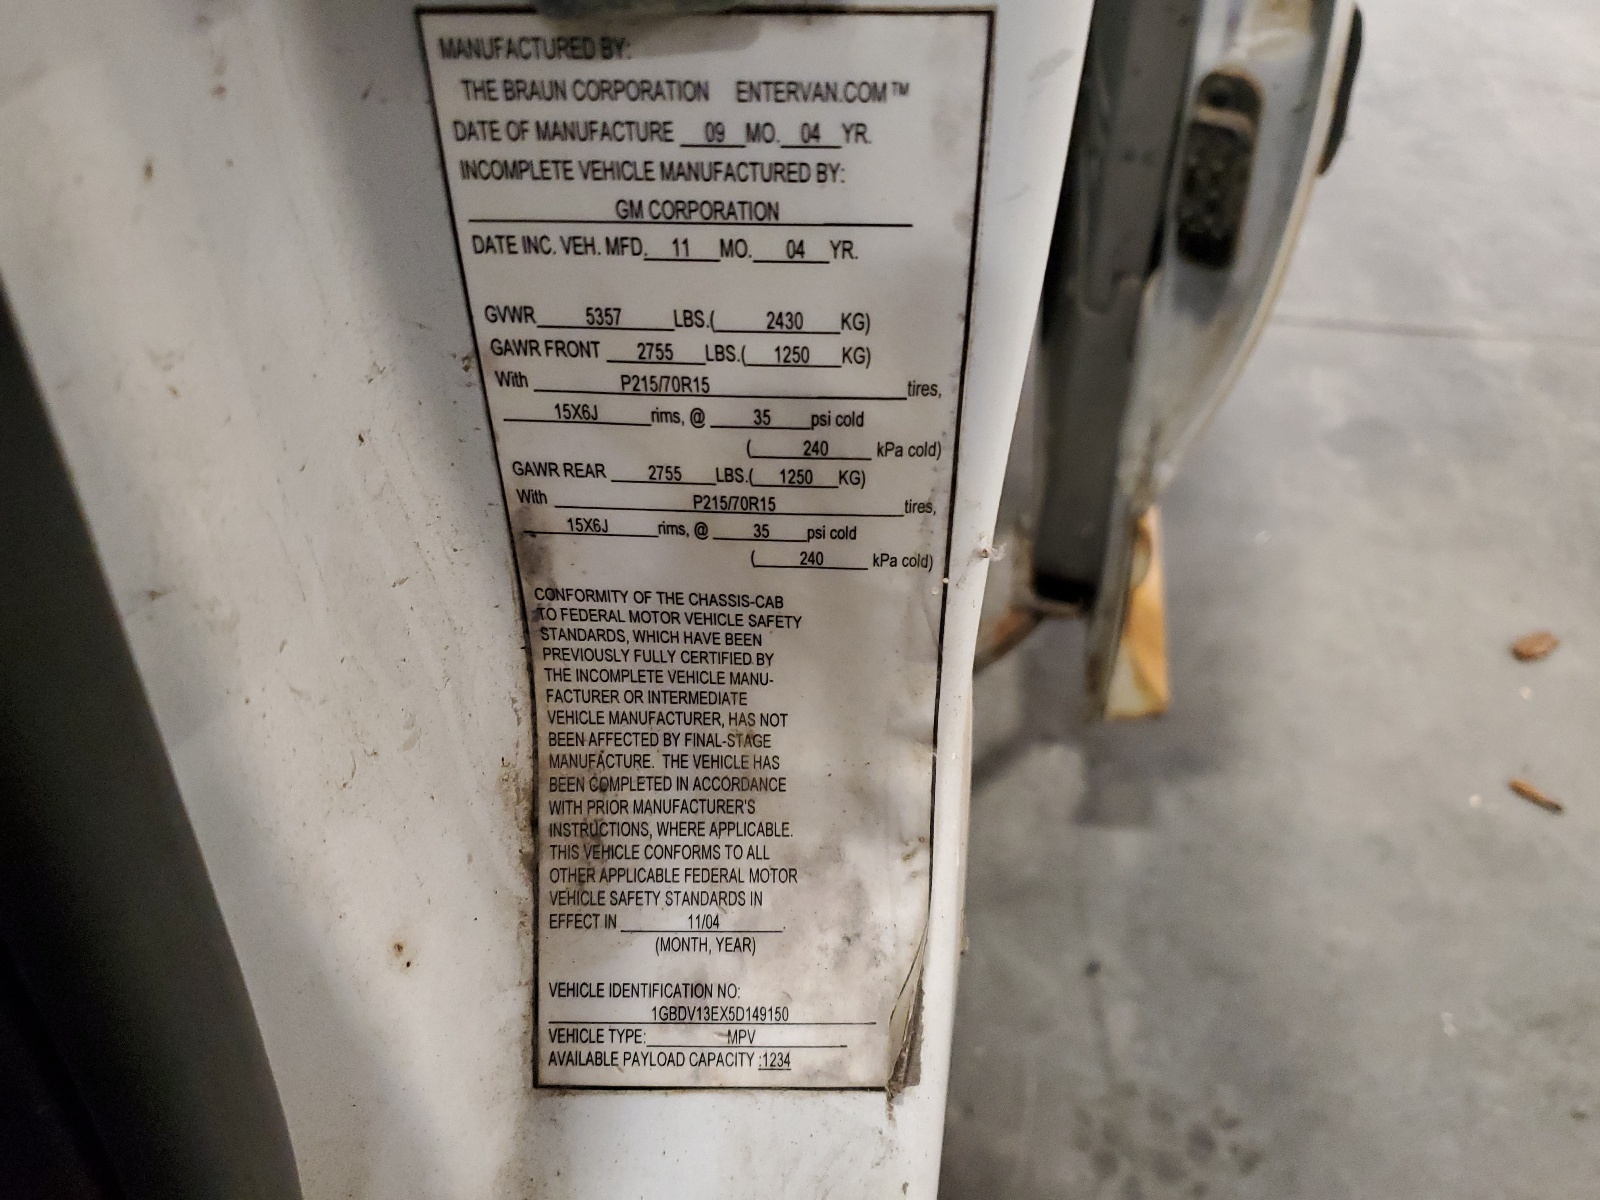 MANUFACTURED BY:
THE BRAUN CORPORATION ENTERVAN.COM™
DATE OF MANUFACTURE 09 MO. 04 YR.
INCOMPLETE VEHICLE MANUFACTURED BY:
GM CORPORATION
DATE INC. VEH. MFD. 11 MO. 04 YR.
GVWR 5357 LBS.( 2430 KG)
GAWR FRONT 2755 LBS.( 1250 KG)
With P215/70R15 tires,
15X6J rims, @ 35 psi cold
( 240 kPa cold)
GAWR REAR 2755 LBS.( 1250 KG)
With P215/70R15 tires,
15X6J rims, @ 35 psi cold
( 240 kPa cold)
CONFORMITY OF THE CHASSIS-CAB
TO FEDERAL MOTOR VEHICLE SAFETY
STANDARDS, WHICH HAVE BEEN
PREVIOUSLY FULLY CERTIFIED BY
THE INCOMPLETE VEHICLE MANU-
FACTURER OR INTERMEDIATE
VEHICLE MANUFACTURER, HAS NOT
BEEN AFFECTED BY FINAL-STAGE
MANUFACTURE. THE VEHICLE HAS
BEEN COMPLETED IN ACCORDANCE
WITH PRIOR MANUFACTURER'S
INSTRUCTIONS, WHERE APPLICABLE.
THIS VEHICLE CONFORMS TO ALL
OTHER APPLICABLE FEDERAL MOTOR
VEHICLE SAFETY STANDARDS IN
EFFECT IN 11/04.
(MONTH, YEAR)
VEHICLE IDENTIFICATION NO:
1GBDV13EX5D149150
VEHICLE TYPE: MPV
AVAILABLE PAYLOAD CAPACITY :1234